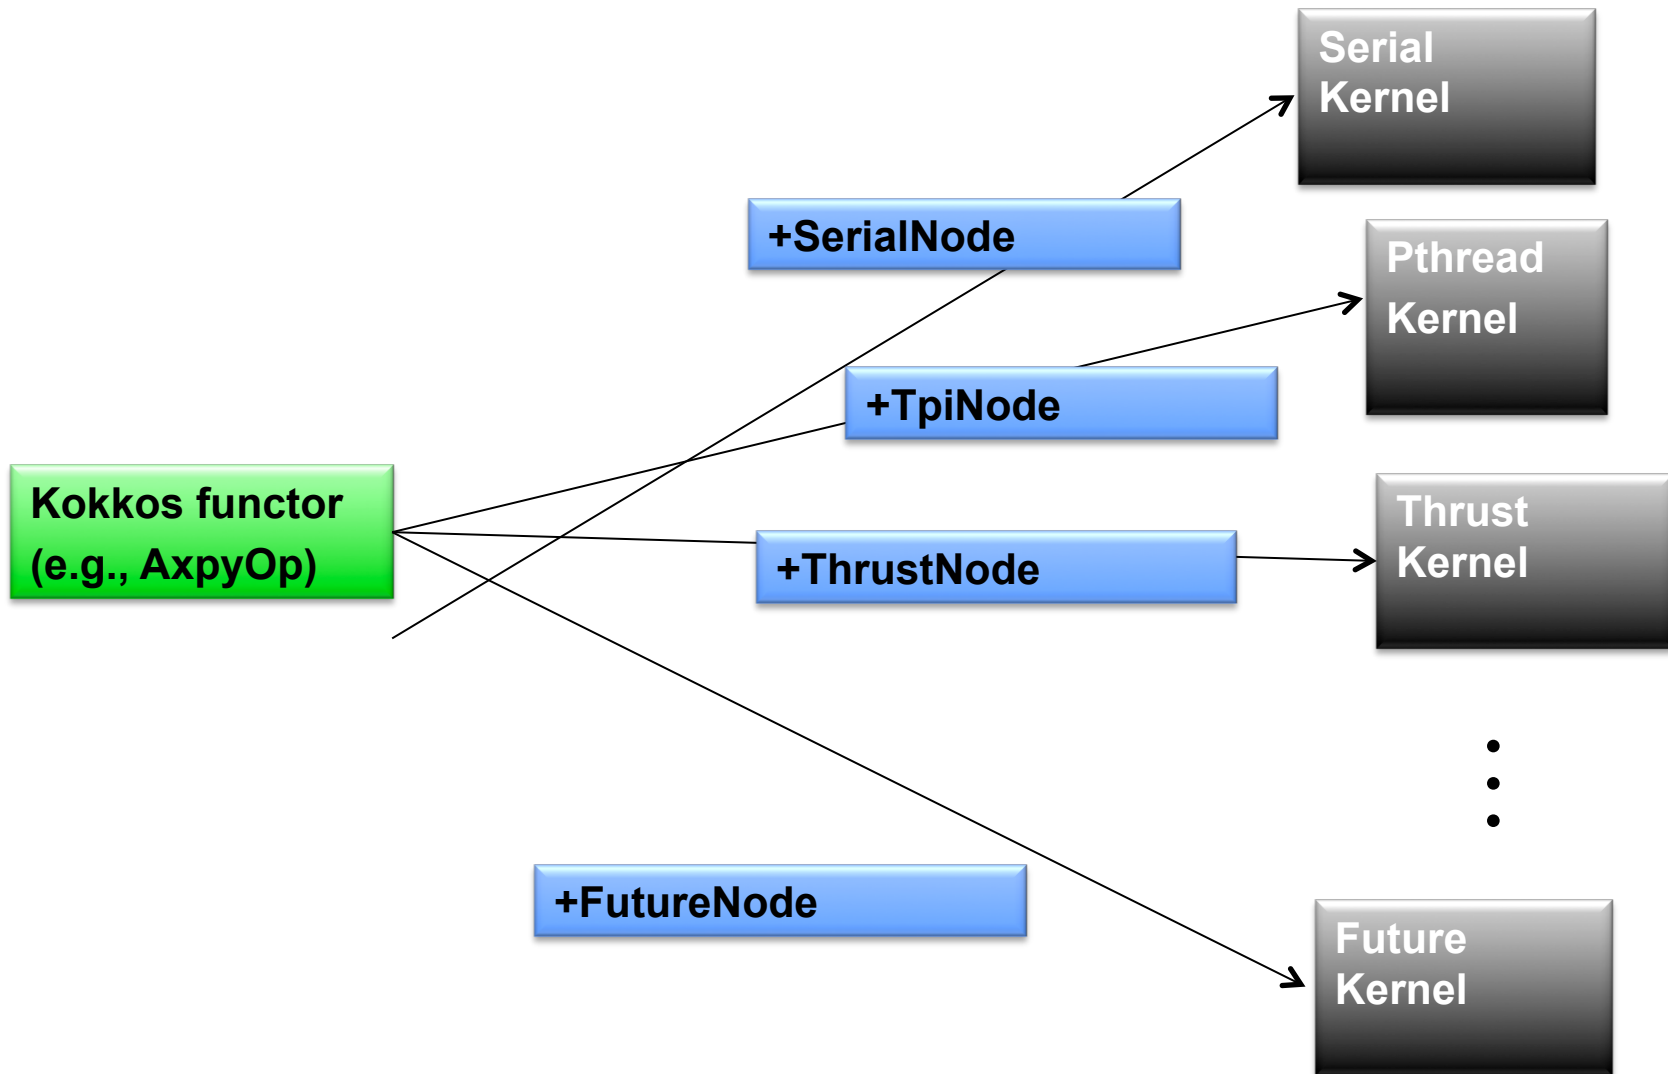 Serial
Kernel
+SerialNode
Pthread
Kernel
+TpiNode
Kokkos functor
(e.g., AxpyOp)
+ThrustNode
Thrust
Kernel
+FutureNode
Future
Kernel